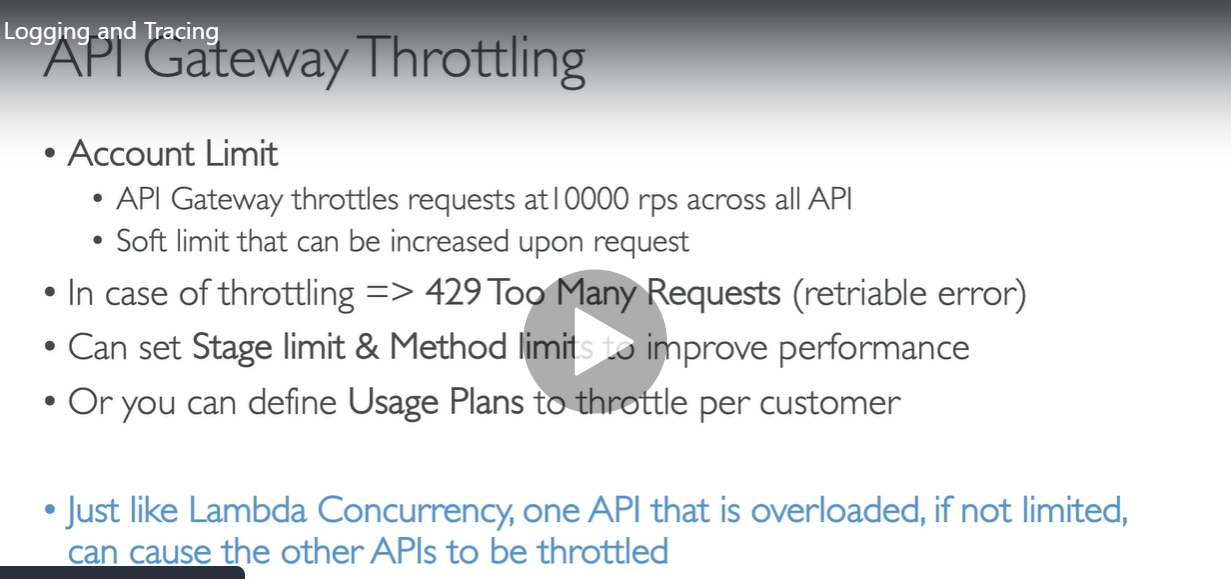 Logging and Tracing
API Gateway Throttling
• Account Limit
• API Gateway throttles requests at10000 rps across all API
• Soft limit that can be increased upon request
• In case of throttling => 429 Too Many Requests (retriable error)
• Can set Stage limit & Method limits to improve performance
• Or you can define Usage Plans to throttle per customer
• Just like Lambda Concurrency, one API that is overloaded, if not limited,
can cause the other APIs to be throttled